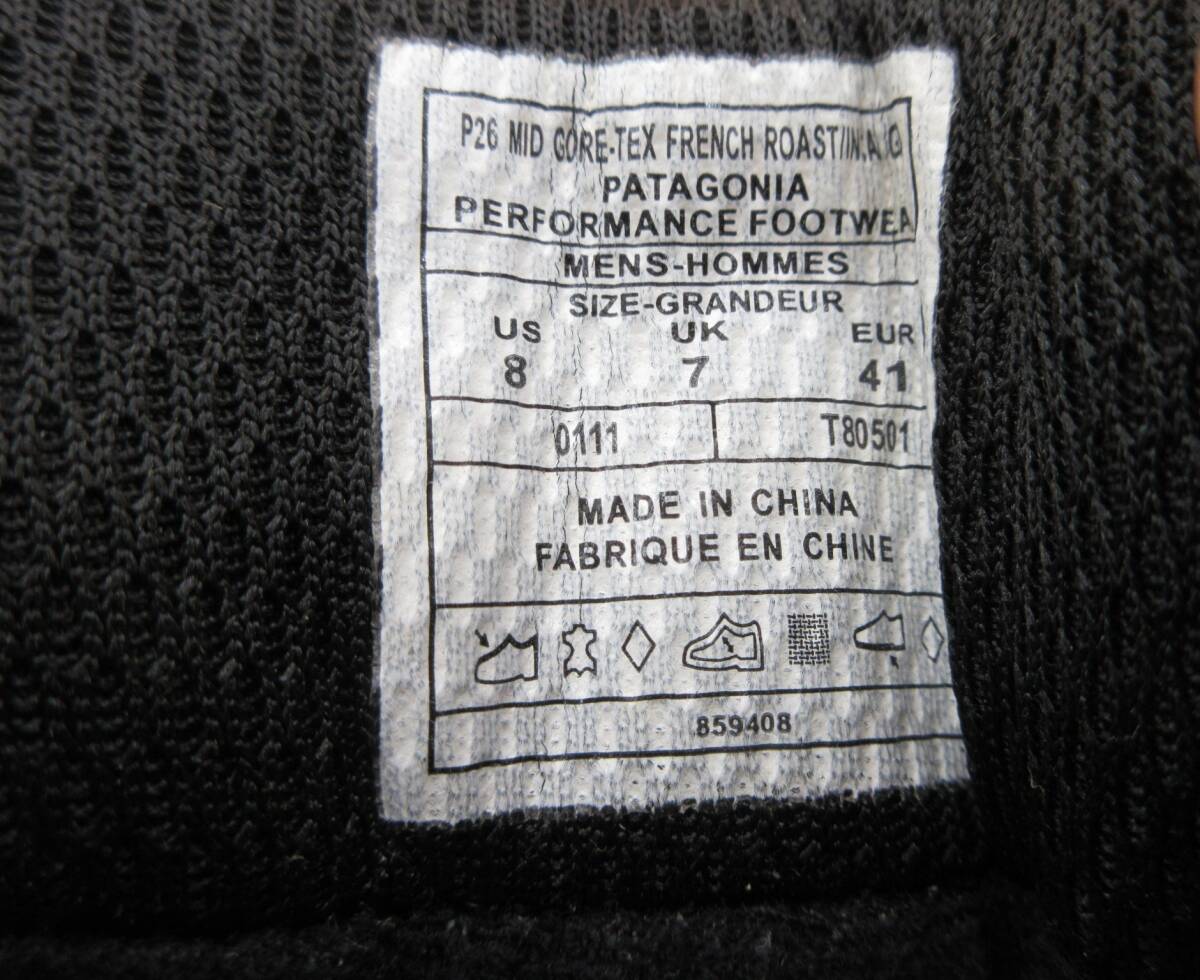 P26 MID GORE-TEX FRENCH ROAST/
PATAGONIA
PERFORMANCE FOOTWEA
MENS-HOMMES
SIZE-GRANDEUR
US UK EUR
8 7 41
0111 T80501
MADE IN CHINA
FABRIQUE EN CHINE
859408